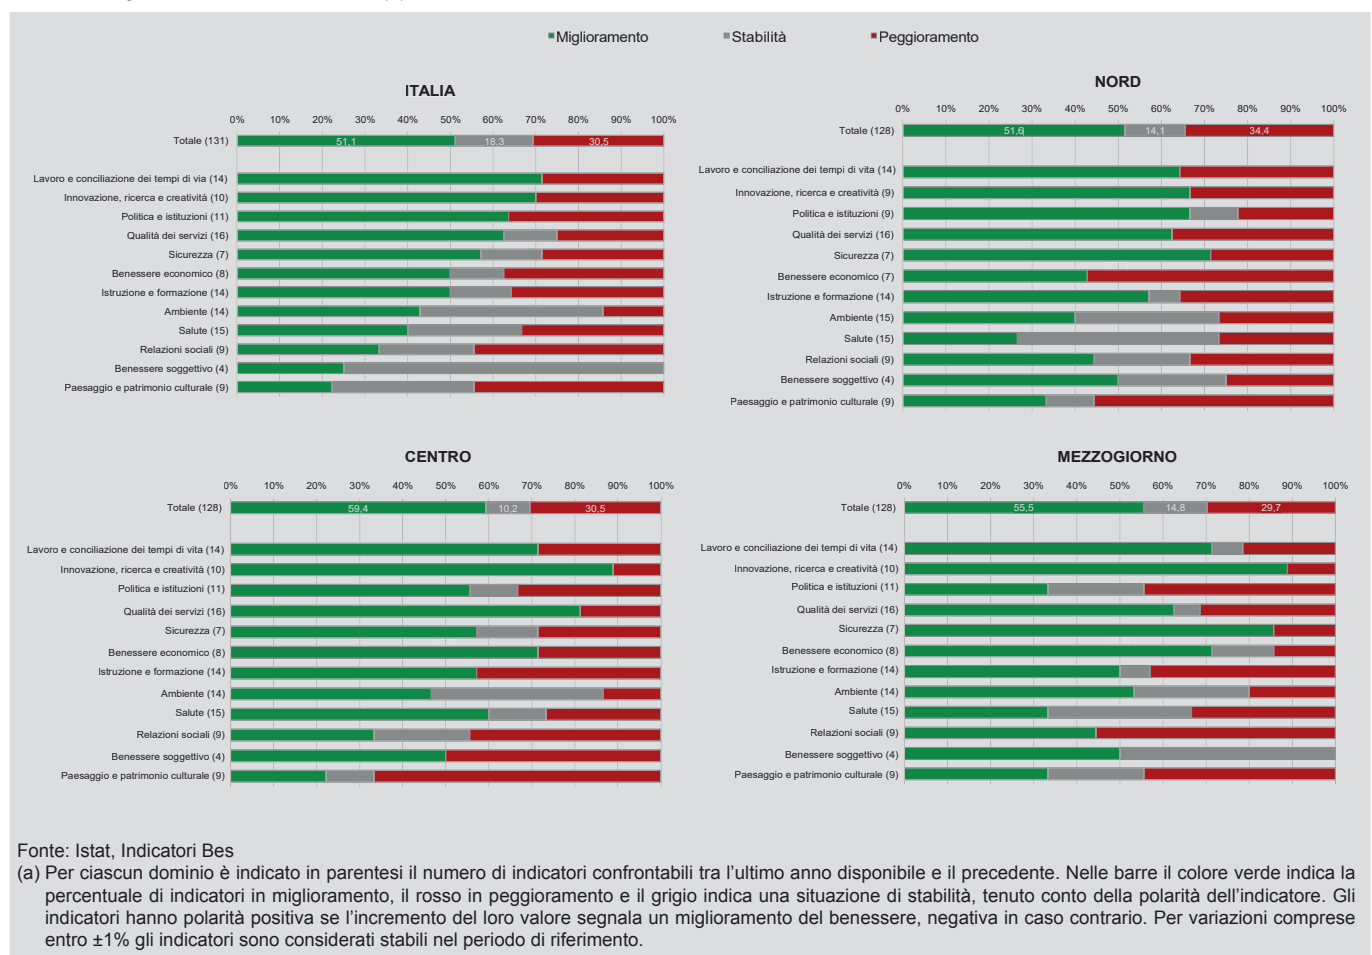 Miglioramento Stabilità Peggioramento
ITALIA
0% 10% 20% 30% 40% 50% 60% 70% 80% 90% 100%
Totale (131) 51,1 18,3 30,5
Lavoro e conciliazione dei tempi di via (14)
Innovazione, ricerca e creatività (10)
Politica e istituzioni (11)
Qualità dei servizi (16)
Sicurezza (7)
Benessere economico (8)
Istruzione e formazione (14)
Ambiente (14)
Salute (15)
Relazioni sociali (9)
Benessere soggettivo (4)
Paesaggio e patrimonio culturale (9)
NORD
0% 10% 20% 30% 40% 50% 60% 70% 80% 90% 100%
Totale (128) 51,6 14,1 34,4
Lavoro e conciliazione dei tempi di vita (14)
Innovazione, ricerca e creatività (9)
Politica e istituzioni (9)
Qualità dei servizi (16)
Sicurezza (7)
Benessere economico (7)
Istruzione e formazione (14)
Ambiente (15)
Salute (15)
Relazioni sociali (9)
Benessere soggettivo (4)
Paesaggio e patrimonio culturale (9)
CENTRO
0% 10% 20% 30% 40% 50% 60% 70% 80% 90% 100%
Totale (128) 59,4 10,2 30,5
Lavoro e conciliazione dei tempi di vita (14)
Innovazione, ricerca e creatività (10)
Politica e istituzioni (11)
Qualità dei servizi (16)
Sicurezza (7)
Benessere economico (8)
Istruzione e formazione (14)
Ambiente (14)
Salute (15)
Relazioni sociali (9)
Benessere soggettivo (4)
Paesaggio e patrimonio culturale (9)
MEZZOGIORNO
0% 10% 20% 30% 40% 50% 60% 70% 80% 90% 100%
Totale (128) 55,5 14,8 29,7
Lavoro e conciliazione dei tempi di vita (14)
Innovazione, ricerca e creatività (10)
Politica e istituzioni (11)
Qualità dei servizi (16)
Sicurezza (7)
Benessere economico (8)
Istruzione e formazione (14)
Ambiente (14)
Salute (15)
Relazioni sociali (9)
Benessere soggettivo (4)
Paesaggio e patrimonio culturale (9)
Fonte: Istat, Indicatori Bes
(a) Per ciascun dominio è indicato in parentesi il numero di indicatori confrontabili tra l’ultimo anno disponibile e il precedente. Nelle barre il colore verde indica la
percentuale di indicatori in miglioramento, il rosso in peggioramento e il grigio indica una situazione di stabilità, tenuto conto della polarità dell’indicatore. Gli
indicatori hanno polarità positiva se l’incremento del loro valore segnala un miglioramento del benessere, negativa in caso contrario. Per variazioni comprese
entro ±1% gli indicatori sono considerati stabili nel periodo di riferimento.